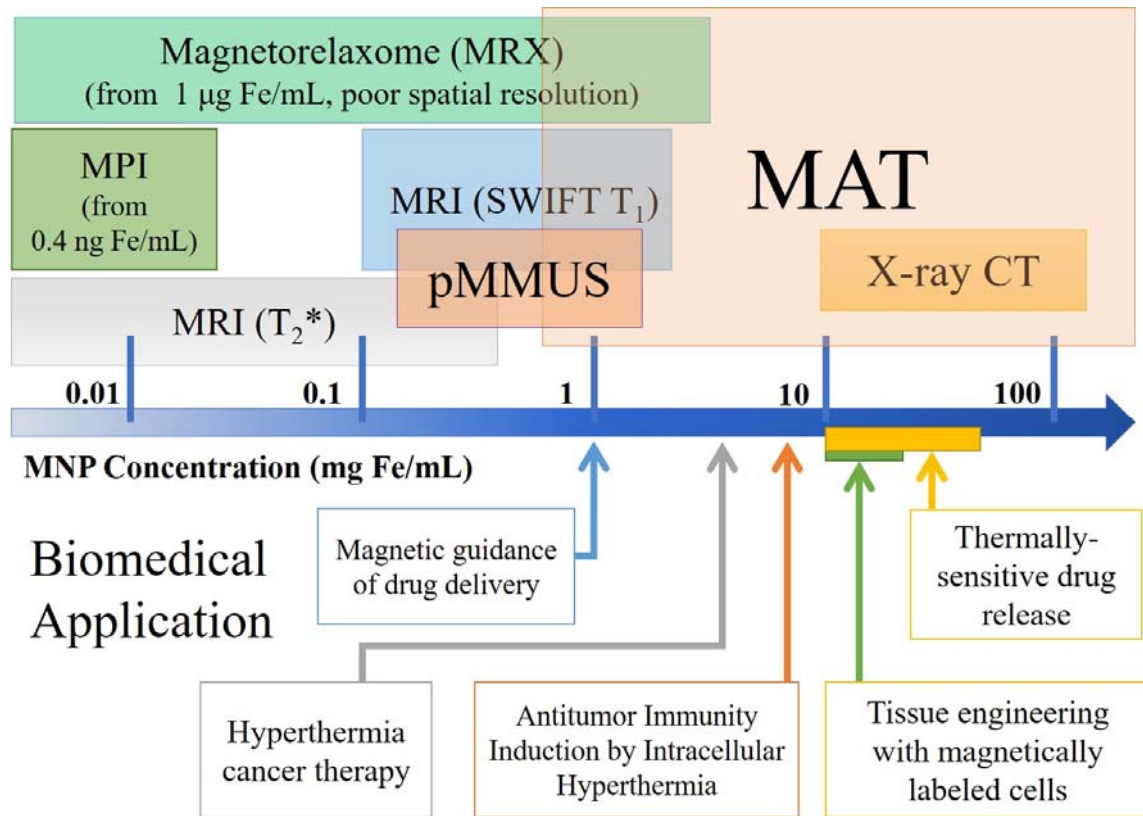 Magnetorelaxome (MRX)
(from 1 μg Fe/mL, poor spatial resolution)
MAT
MPI
(from
0.4 ng Fe/mL)
MRI (SWIFT T₁)
pMMUS
X-ray CT
MRI (T₂*)
0.01
0.1
1
10
100
MNP Concentration (mg Fe/mL)
Biomedical
Application
Magnetic guidance
of drug delivery
Thermally-
sensitive drug
release
Hyperthermia
cancer therapy
Antitumor Immunity
Induction by Intracellular
Hyperthermia
Tissue engineering
with magnetically
labeled cells